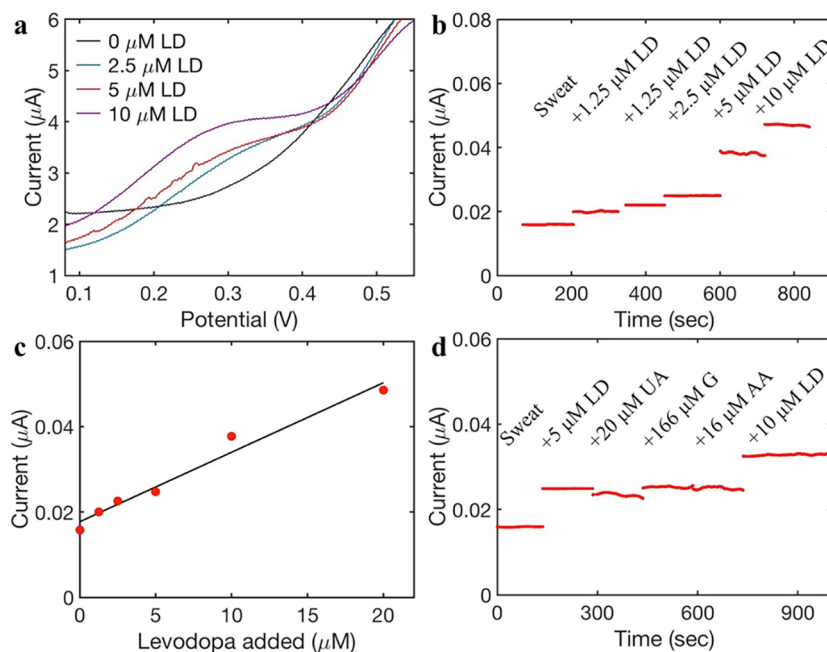 a
6
5
4
3
2
1
Current (μA)
0 μM LD
2.5 μM LD
5 μM LD
10 μM LD
0.1 0.2 0.3 0.4 0.5
Potential (V)
b
0.08
0.06
0.04
0.02
0
Current (μA)
Sweat
+1.25 μM LD
+1.25 μM LD
+2.5 μM LD
+5 μM LD
+10 μM LD
0 200 400 600 800
Time (sec)
c
0.06
0.04
0.02
0
Current (μA)
0 5 10 15 20
Levodopa added (μM)
d
0.06
0.04
0.02
0
Current (μA)
Sweat
+5 μM LD
+20 μM UA
+166 μM G
+16 μM AA
+10 μM LD
0 300 600 900
Time (sec)